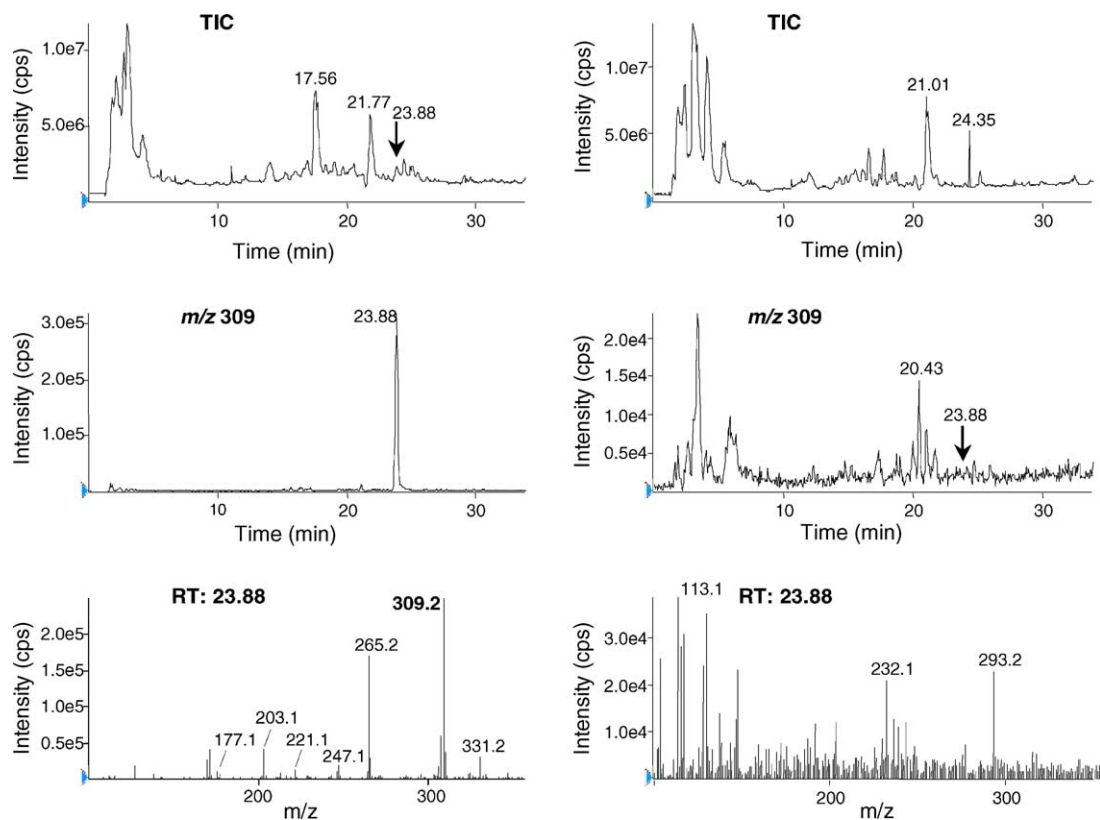 TIC
Intensity (cps)
1.0e7
5.0e6
17.56
21.77
23.88
10
20
30
Time (min)
TIC
Intensity (cps)
1.0e7
5.0e6
21.01
24.35
10
20
30
Time (min)
m/z 309
Intensity (cps)
3.0e5
2.0e5
1.0e5
23.88
10
20
30
Time (min)
m/z 309
Intensity (cps)
2.0e4
1.5e4
1.0e4
0.5e4
20.43
23.88
10
20
30
Time (min)
RT: 23.88
Intensity (cps)
2.0e5
1.5e5
1.0e5
0.5e5
309.2
265.2
203.1
177.1
221.1
247.1
331.2
200
300
m/z
RT: 23.88
Intensity (cps)
3.0e4
2.0e4
1.0e4
113.1
232.1
293.2
200
300
m/z